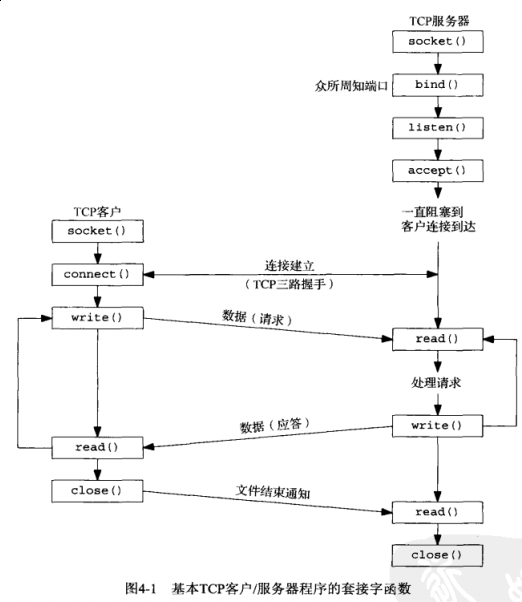 TCP服务器
socket()
众所周知端口
bind()
listen()
accept()
一直阻塞到
客户连接到达
TCP客户
socket()
connect()
连接建立
（TCP三路握手）
write()
数据（请求）
read()
处理请求
数据（应答）
write()
read()
close()
文件结束通知
read()
close()
图4-1 基本TCP客户/服务器程序的套接字函数